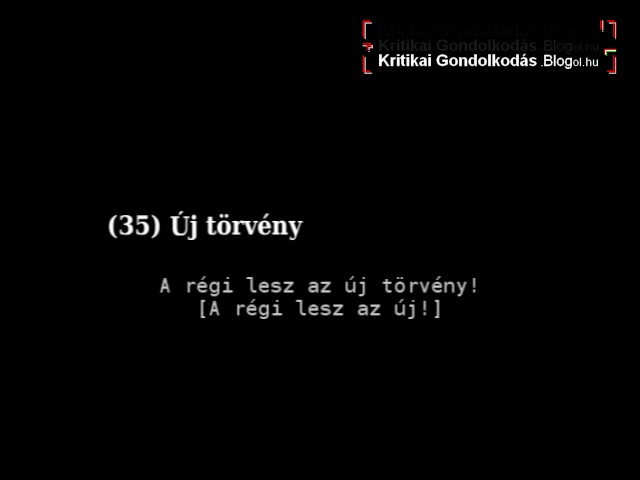 Kritikai Gondolkodás Blogol.hu
Kritikai Gondolkodás .Blogol.hu
(35) Új törvény
A régi lesz az új törvény!
[A régi lesz az új!]